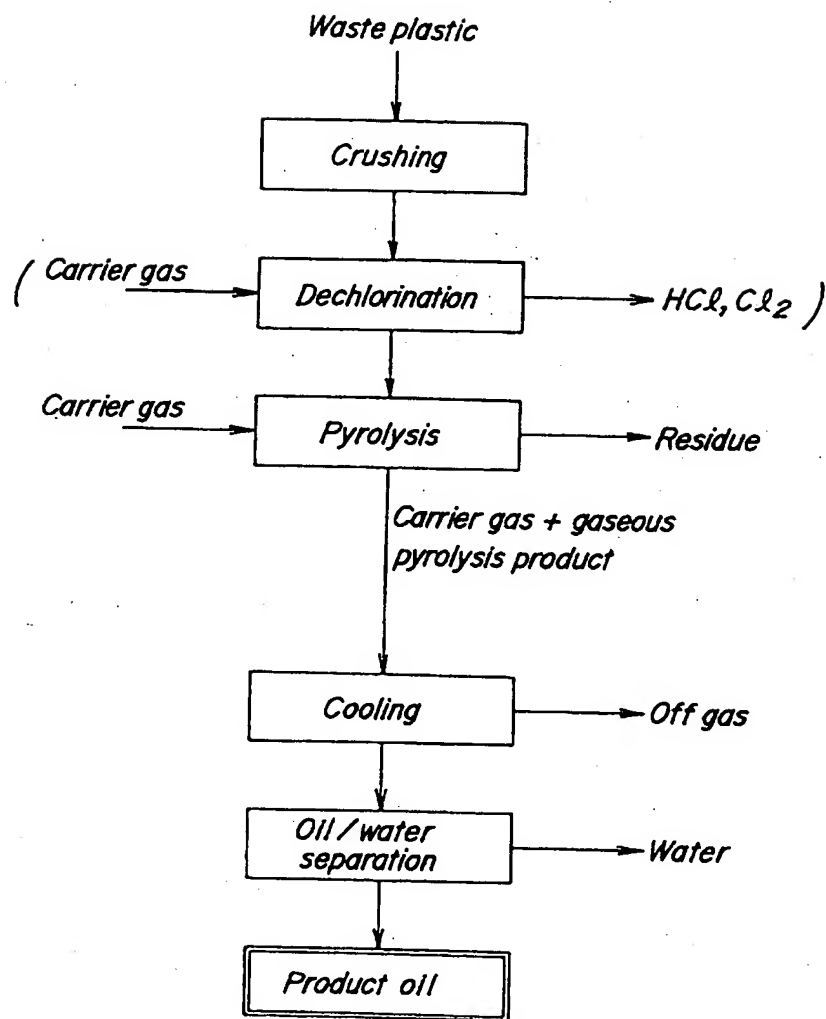 Waste plastic
Crushing
( Carrier gas
Dechlorination
HCl, Cl2 )
Carrier gas
Pyrolysis
Residue
Carrier gas + gaseous
pyrolysis product
Cooling
Off gas
Oil/water
separation
Water
Product oil